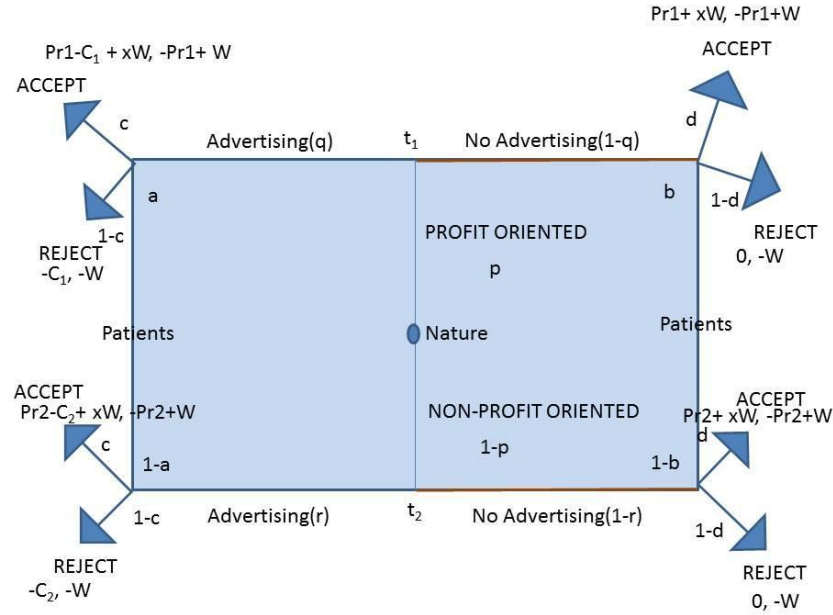 Pr1+ xW, -Pr1+W
Pr1-C₁ + xW, -Pr1+ W
ACCEPT
ACCEPT
c
d
Advertising(q)
t₁
No Advertising(1-q)
a
b
1-d
1-c
REJECT
-C₁, -W
PROFIT ORIENTED
REJECT
0, -W
p
Patients
Nature
Patients
ACCEPT
Pr2-C₂+ xW, -Pr2+W
NON-PROFIT ORIENTED
ACCEPT
Pr2+ xW, -Pr2+W
c
d
1-p
1-a
1-b
1-c
Advertising(r)
t₂
No Advertising(1-r)
1-d
REJECT
-C₂, -W
REJECT
0, -W